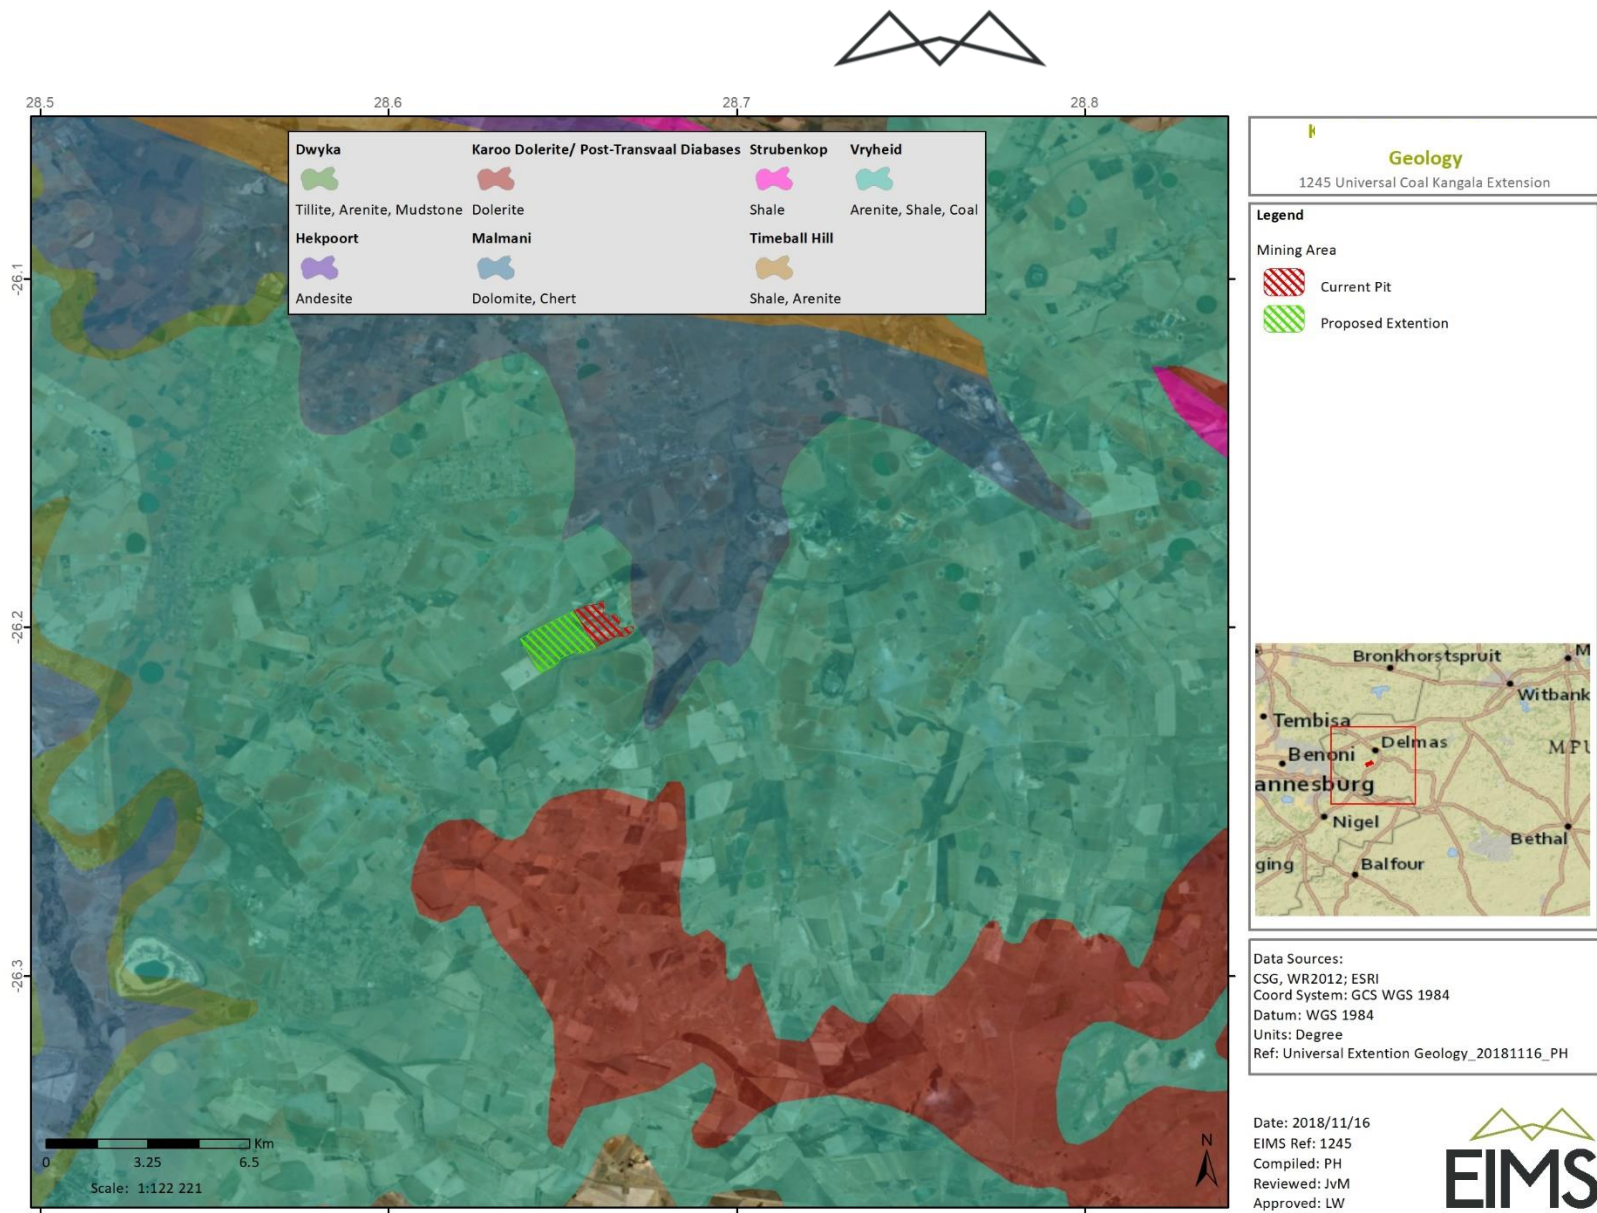 28.5 28.6 28.7 28.8
Dwyka Karoo Dolerite/ Post-Transvaal Diabases Strubenkop Vryheid
Tillite, Arenite, Mudstone Dolerite Shale Arenite, Shale, Coal
Hekpoort Malmani Timeball Hill
Andesite Dolomite, Chert Shale, Arenite
-26.1
-26.2
-26.3
0 3.25 6.5 Km
Scale: 1:122 221
N
Geology
1245 Universal Coal Kangala Extension
Legend
Mining Area
Current Pit
Proposed Extention
Bronkhorstspruit
Witbank
Tembisa
Delmas
Benoni
MPU
annesburg
Nigel
Bethal
ging
Balfour
Data Sources:
CSG, WR2012; ESRI
Coord System: GCS WGS 1984
Datum: WGS 1984
Units: Degree
Ref: Universal Extention Geology_20181116_PH
Date: 2018/11/16
EIMS Ref: 1245
Compiled: PH
Reviewed: JvM
Approved: LW
EIMS